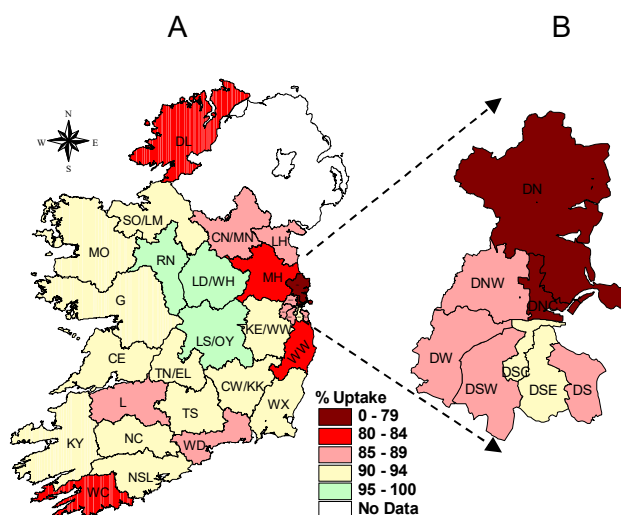 A
B
N
W E
S
DL
SO/LM
CN/MN
LH
MO
RN
LD/WH
MH
G
LS/OY
KE/WW
WW
CE
TN/EL
CW/KK
L
TS
WX
KY
NC
WD
NSL
WC
DN
DNW
DNC
DW
DSW
DSC
DSE
DS
% Uptake
0 - 79
80 - 84
85 - 89
90 - 94
95 - 100
No Data